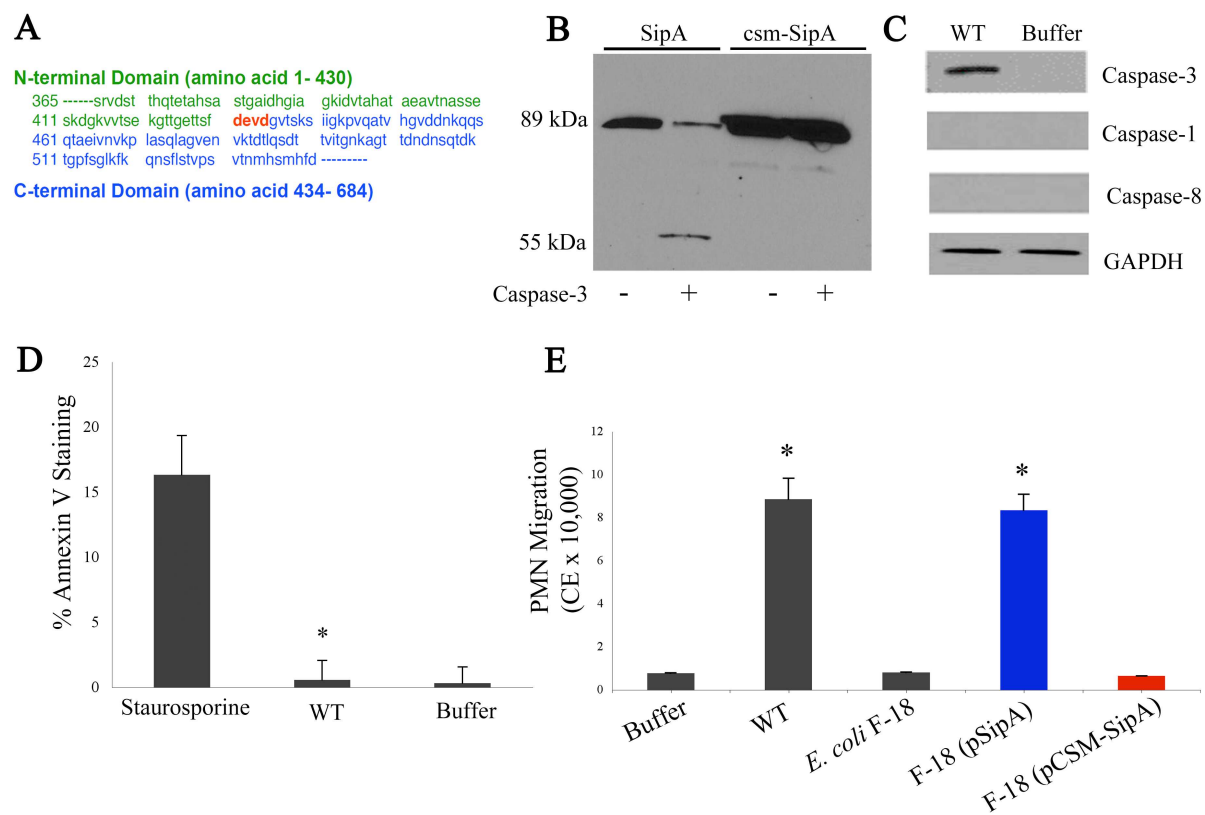 A
N-terminal Domain (amino acid 1- 430)
365 ------srvdst thqtetahsa stgaidhgia gkidvtahat aeavtnasse
411 skdgkvvtse kgttgettsf devdgvtsks iigkpvqatv hgvddnkqqs
461 qtaeivnvkp lasqlagven vktdtlqsdt tvitgnkagt tdndnsqtdk
511 tgpfsglkfk qnsflstvps vtnmhsmhfd ---------
C-terminal Domain (amino acid 434- 684)
B
SipA csm-SipA
89 kDa
55 kDa
Caspase-3 - + - +
C
WT Buffer
Caspase-3
Caspase-1
Caspase-8
GAPDH
D
% Annexin V Staining
25
20
15
10
5
0
*
Staurosporine WT Buffer
E
PMN Migration
(CE x 10,000)
12
10
8
6
4
2
0
* *
Buffer WT E. coli F-18 F-18 (pSipA) F-18 (pCSM-SipA)